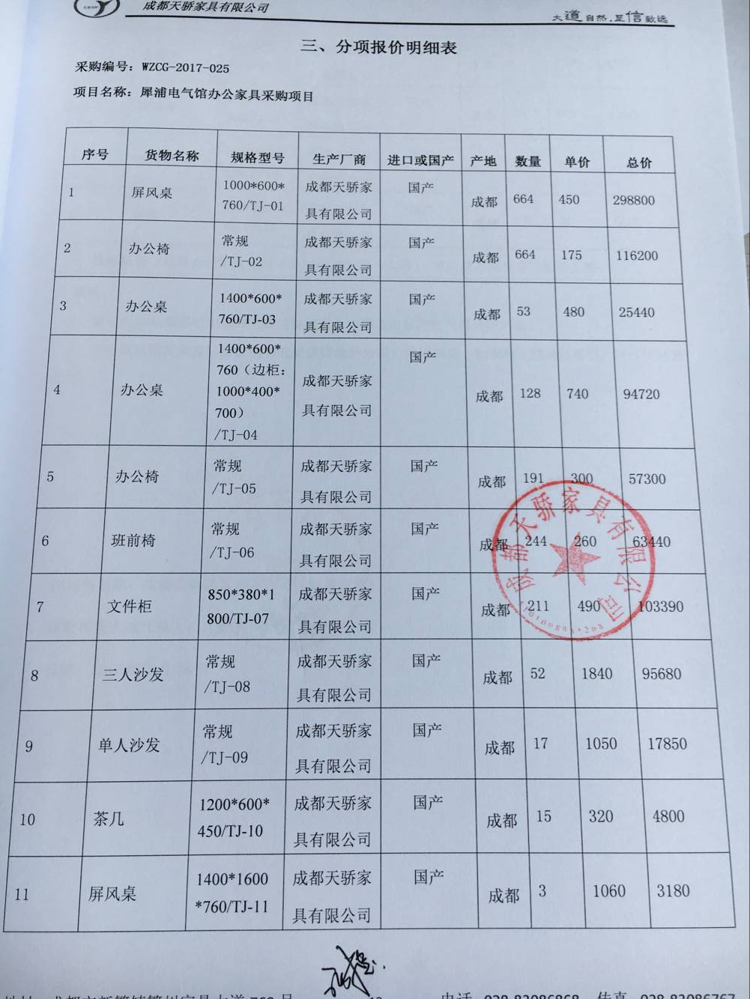 成都天骄家具有限公司
大道自然,至信致远
三、分项报价明细表
采购编号：WZCG-2017-025
项目名称：犀浦电气馆办公家具采购项目
序号 货物名称 规格型号 生产厂商 进口或国产 产地 数量 单价 总价
1 屏风桌 1000*600*760/TJ-01 成都天骄家具有限公司 国产 成都 664 450 298800
2 办公椅 常规/TJ-02 成都天骄家具有限公司 国产 成都 664 175 116200
3 办公桌 1400*600*760/TJ-03 成都天骄家具有限公司 国产 成都 53 480 25440
4 办公桌 1400*600*760（边柜：1000*400*700）/TJ-04 成都天骄家具有限公司 国产 成都 128 740 94720
5 办公椅 常规/TJ-05 成都天骄家具有限公司 国产 成都 191 300 57300
6 班前椅 常规/TJ-06 成都天骄家具有限公司 国产 成都 244 260 63440
7 文件柜 850*380*1800/TJ-07 成都天骄家具有限公司 国产 成都 211 490 103390
8 三人沙发 常规/TJ-08 成都天骄家具有限公司 国产 成都 52 1840 95680
9 单人沙发 常规/TJ-09 成都天骄家具有限公司 国产 成都 17 1050 17850
10 茶几 1200*600*450/TJ-10 成都天骄家具有限公司 国产 成都 15 320 4800
11 屏风桌 1400*1600*760/TJ-11 成都天骄家具有限公司 国产 成都 3 1060 3180
成都天骄家具有限公司